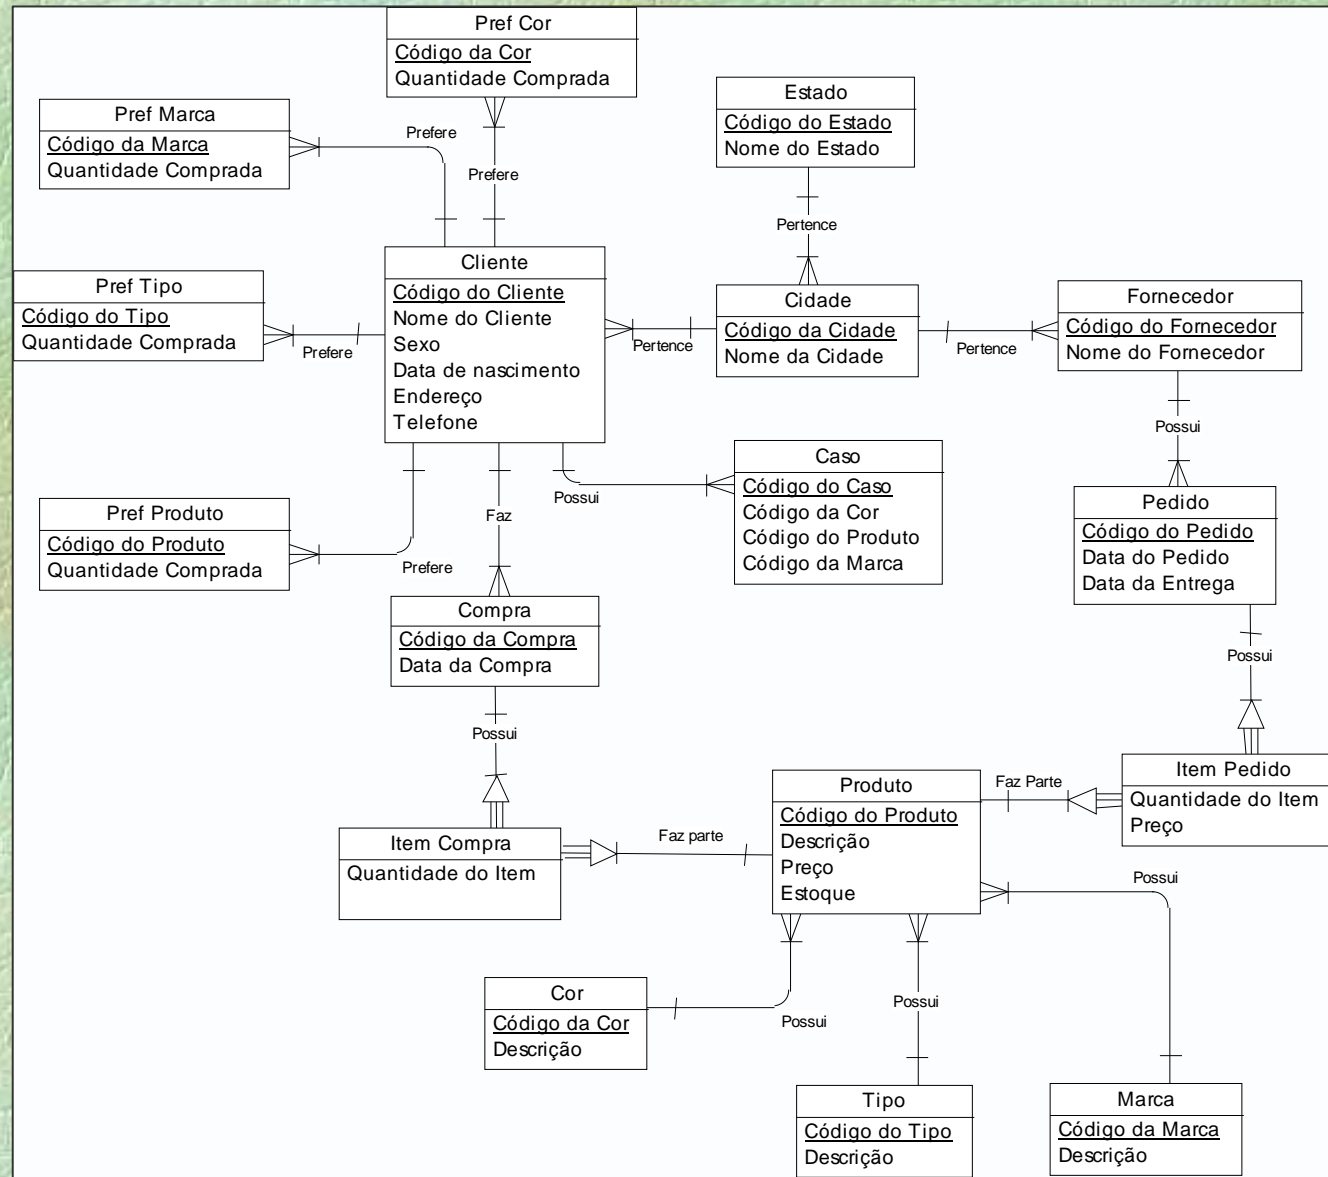 Pref Cor
Código da Cor
Quantidade Comprada
Pref Marca
Código da Marca
Quantidade Comprada
Prefere
Prefere
Estado
Código do Estado
Nome do Estado
Pertence
Pref Tipo
Código do Tipo
Quantidade Comprada
Prefere
Cliente
Código do Cliente
Nome do Cliente
Sexo
Data de nascimento
Endereço
Telefone
Pertence
Cidade
Código da Cidade
Nome da Cidade
Pertence
Fornecedor
Código do Fornecedor
Nome do Fornecedor
Possui
Pref Produto
Código do Produto
Quantidade Comprada
Prefere
Faz
Possui
Caso
Código do Caso
Código da Cor
Código do Produto
Código da Marca
Pedido
Código do Pedido
Data do Pedido
Data da Entrega
Possui
Compra
Código da Compra
Data da Compra
Possui
Item Compra
Quantidade do Item
Faz parte
Produto
Código do Produto
Descrição
Preço
Estoque
Faz Parte
Item Pedido
Quantidade do Item
Preço
Possui
Cor
Código da Cor
Descrição
Possui
Possui
Tipo
Código do Tipo
Descrição
Marca
Código da Marca
Descrição